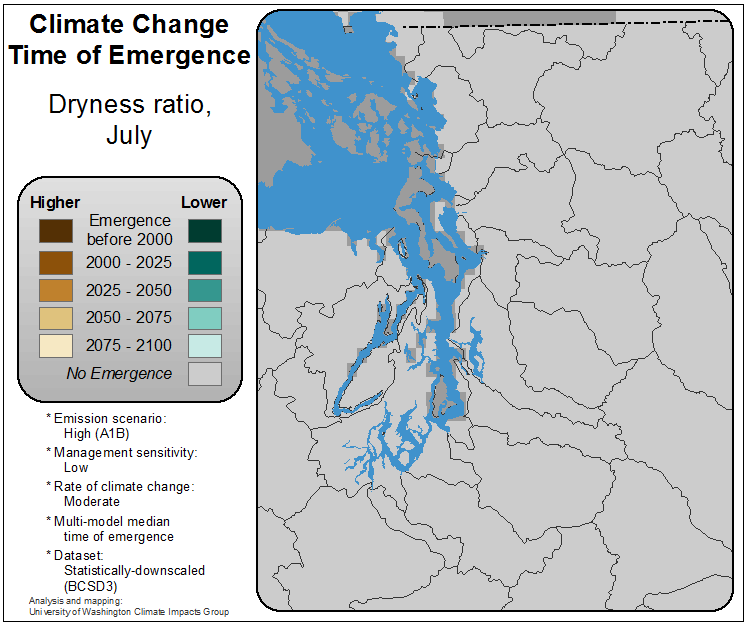 Climate Change
Time of Emergence
Dryness ratio,
July
Higher Lower
Emergence
before 2000
2000 - 2025
2025 - 2050
2050 - 2075
2075 - 2100
No Emergence
* Emission scenario:
High (A1B)
* Management sensitivity:
Low
* Rate of climate change:
Moderate
* Multi-model median
time of emergence
* Dataset:
Statistically-downscaled
(BCSD3)
Analysis and mapping:
University of Washington Climate Impacts Group